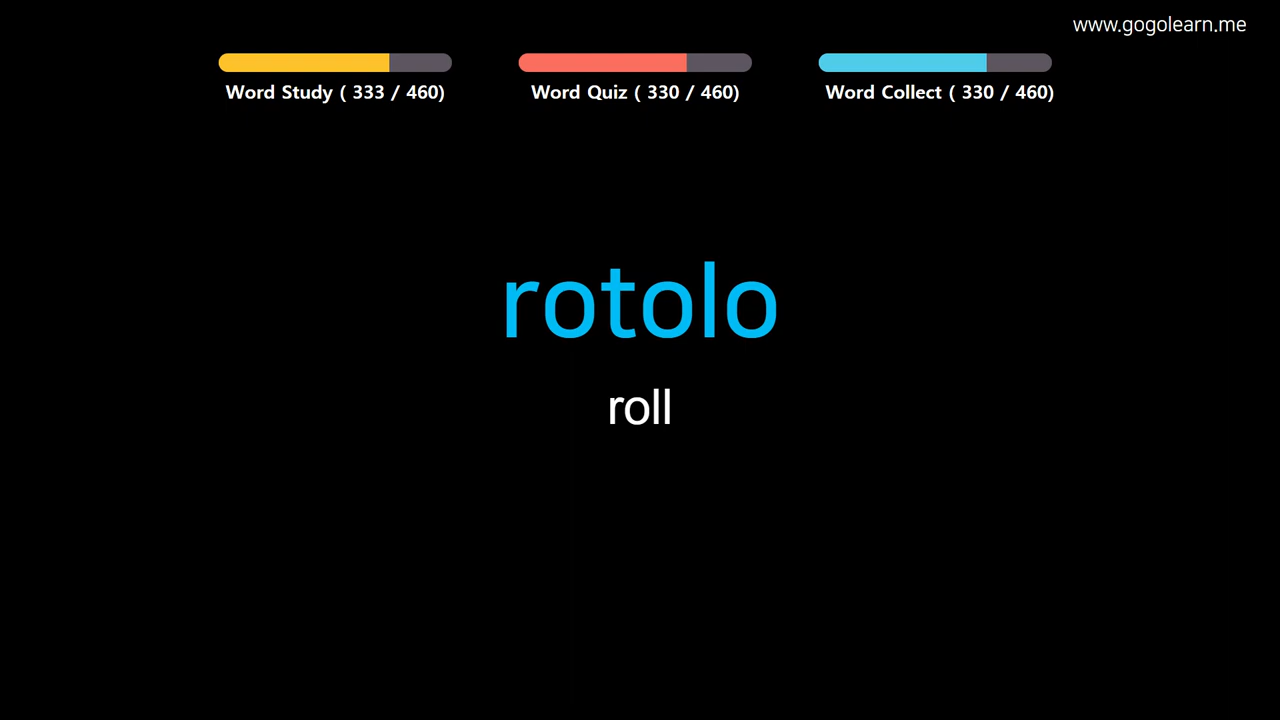 www.gogolearn.me
Word Study ( 333 / 460)
Word Quiz ( 330 / 460)
Word Collect ( 330 / 460)
rotolo
roll